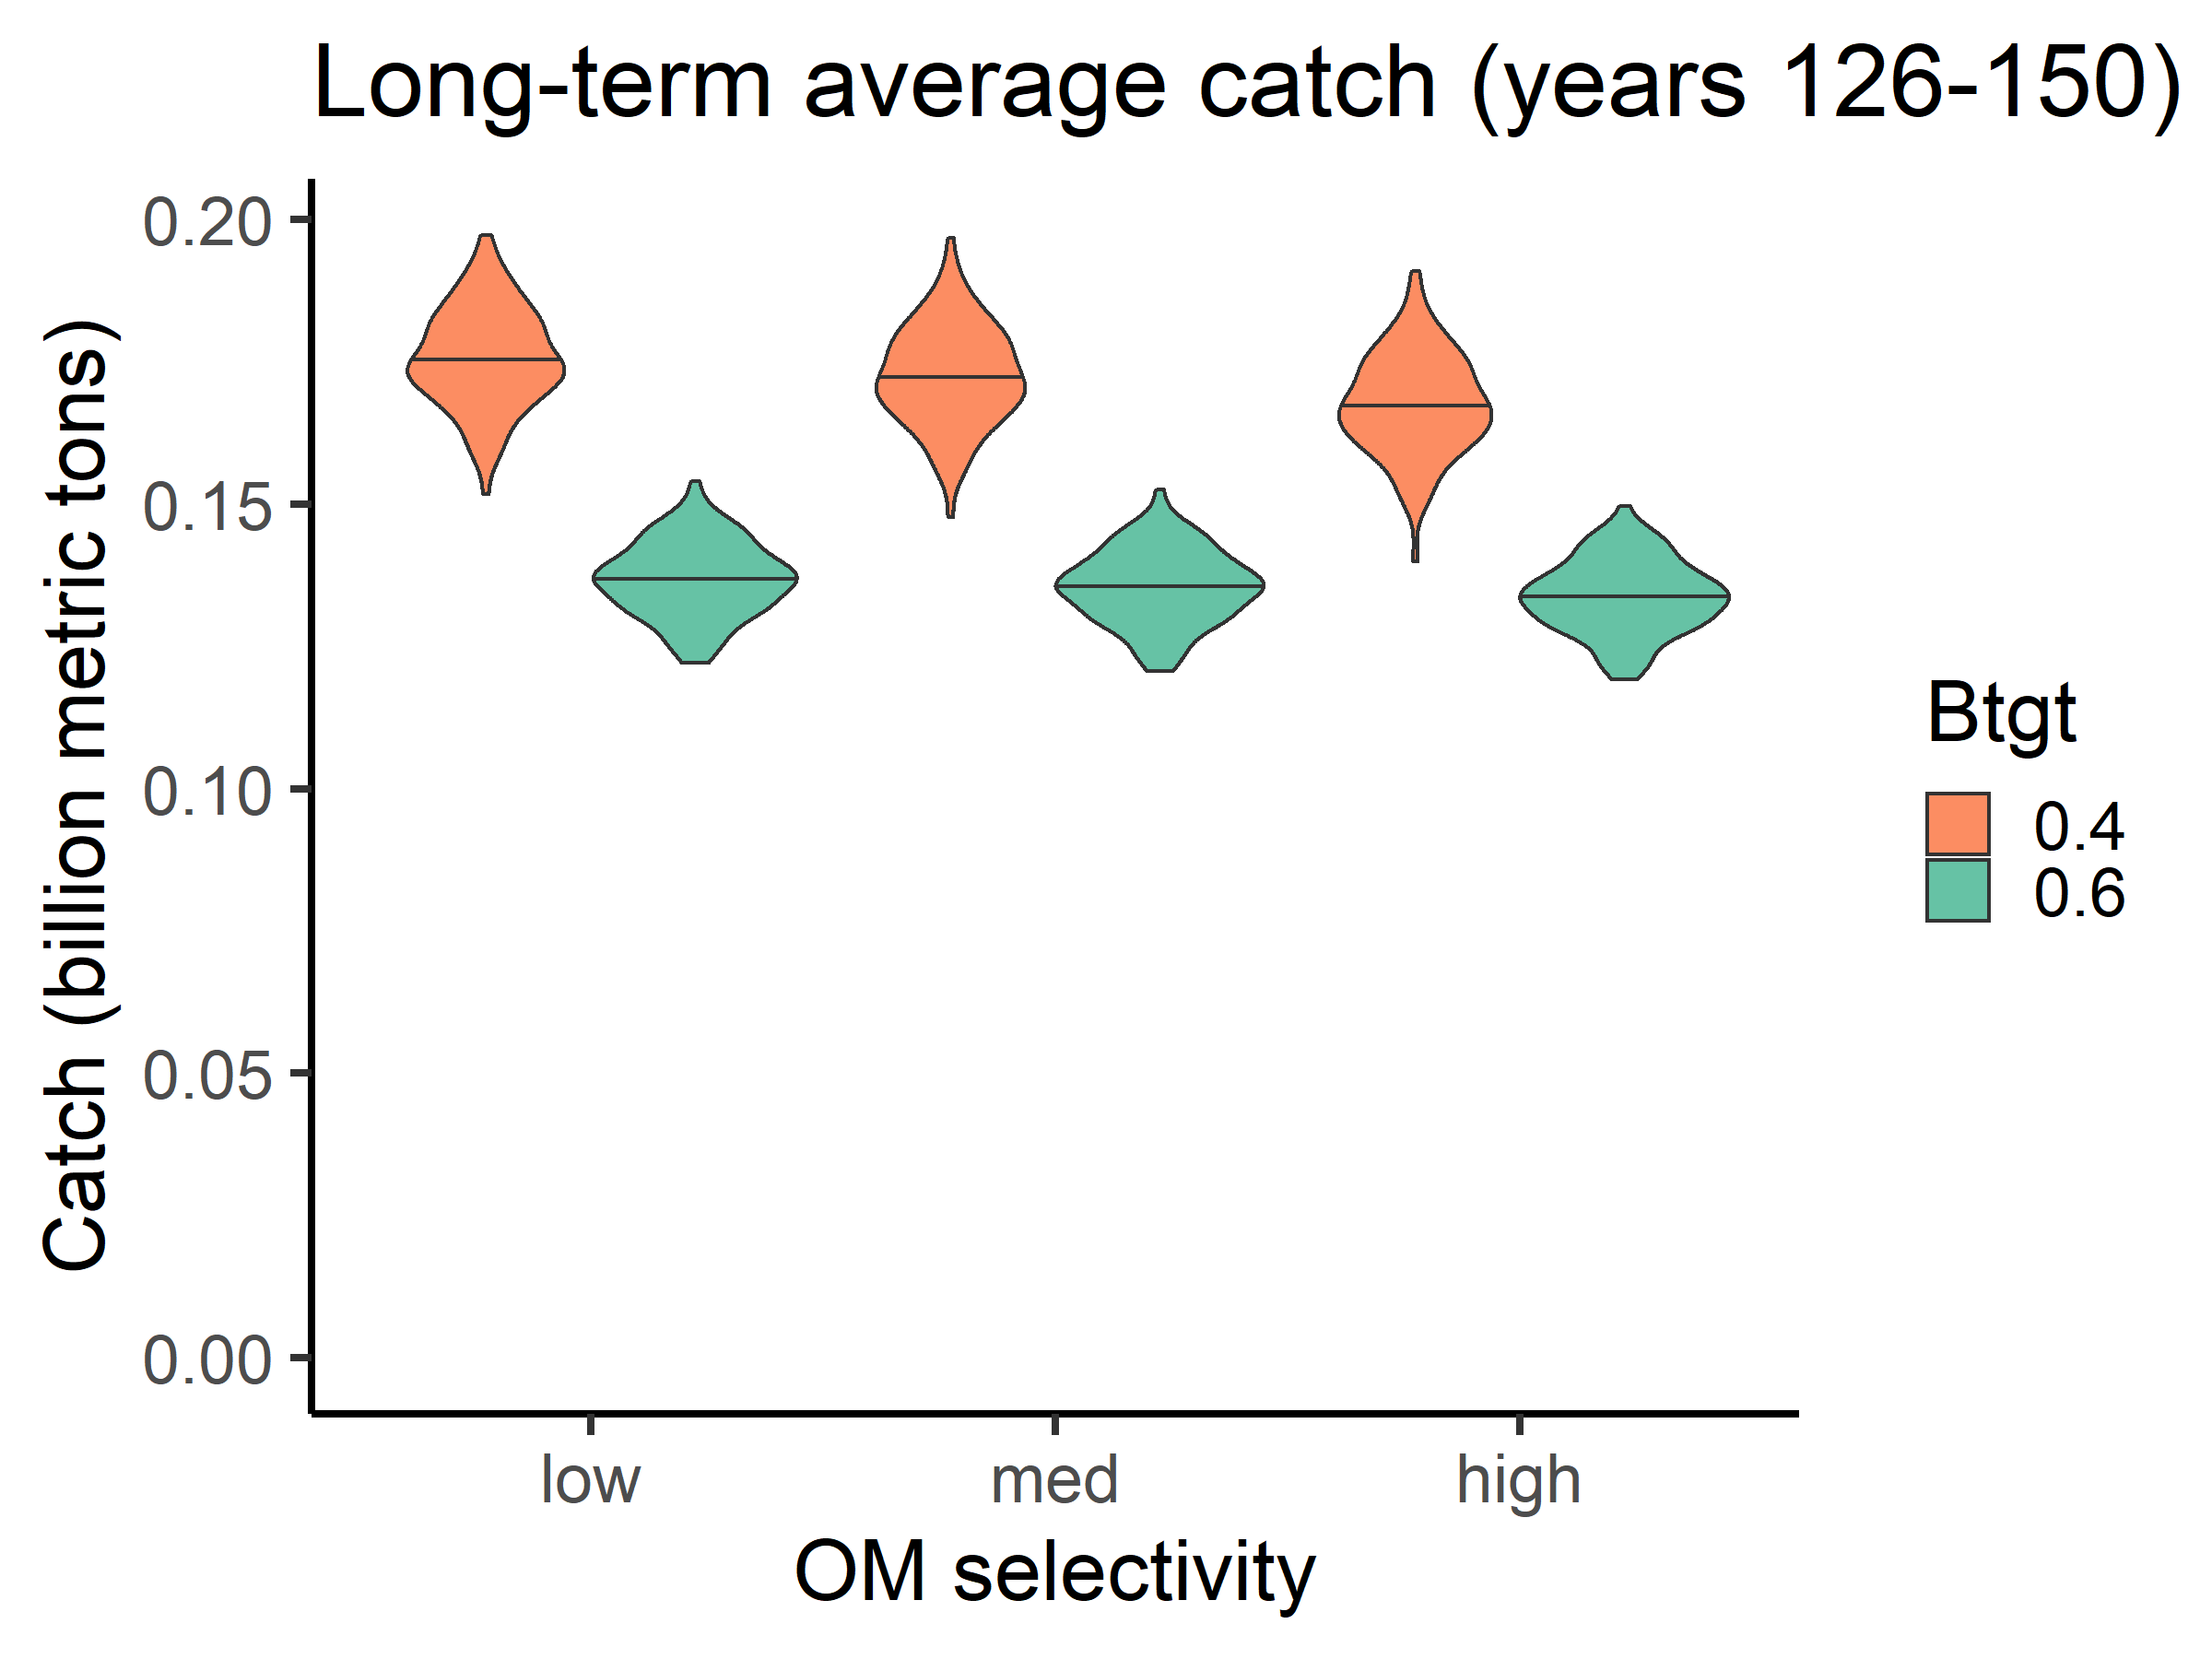 Long-term average catch (years 126-150)
Catch (billion metric tons)
0.20
0.15
0.10
0.05
0.00
low
med
high
OM selectivity
Btgt
0.4
0.6